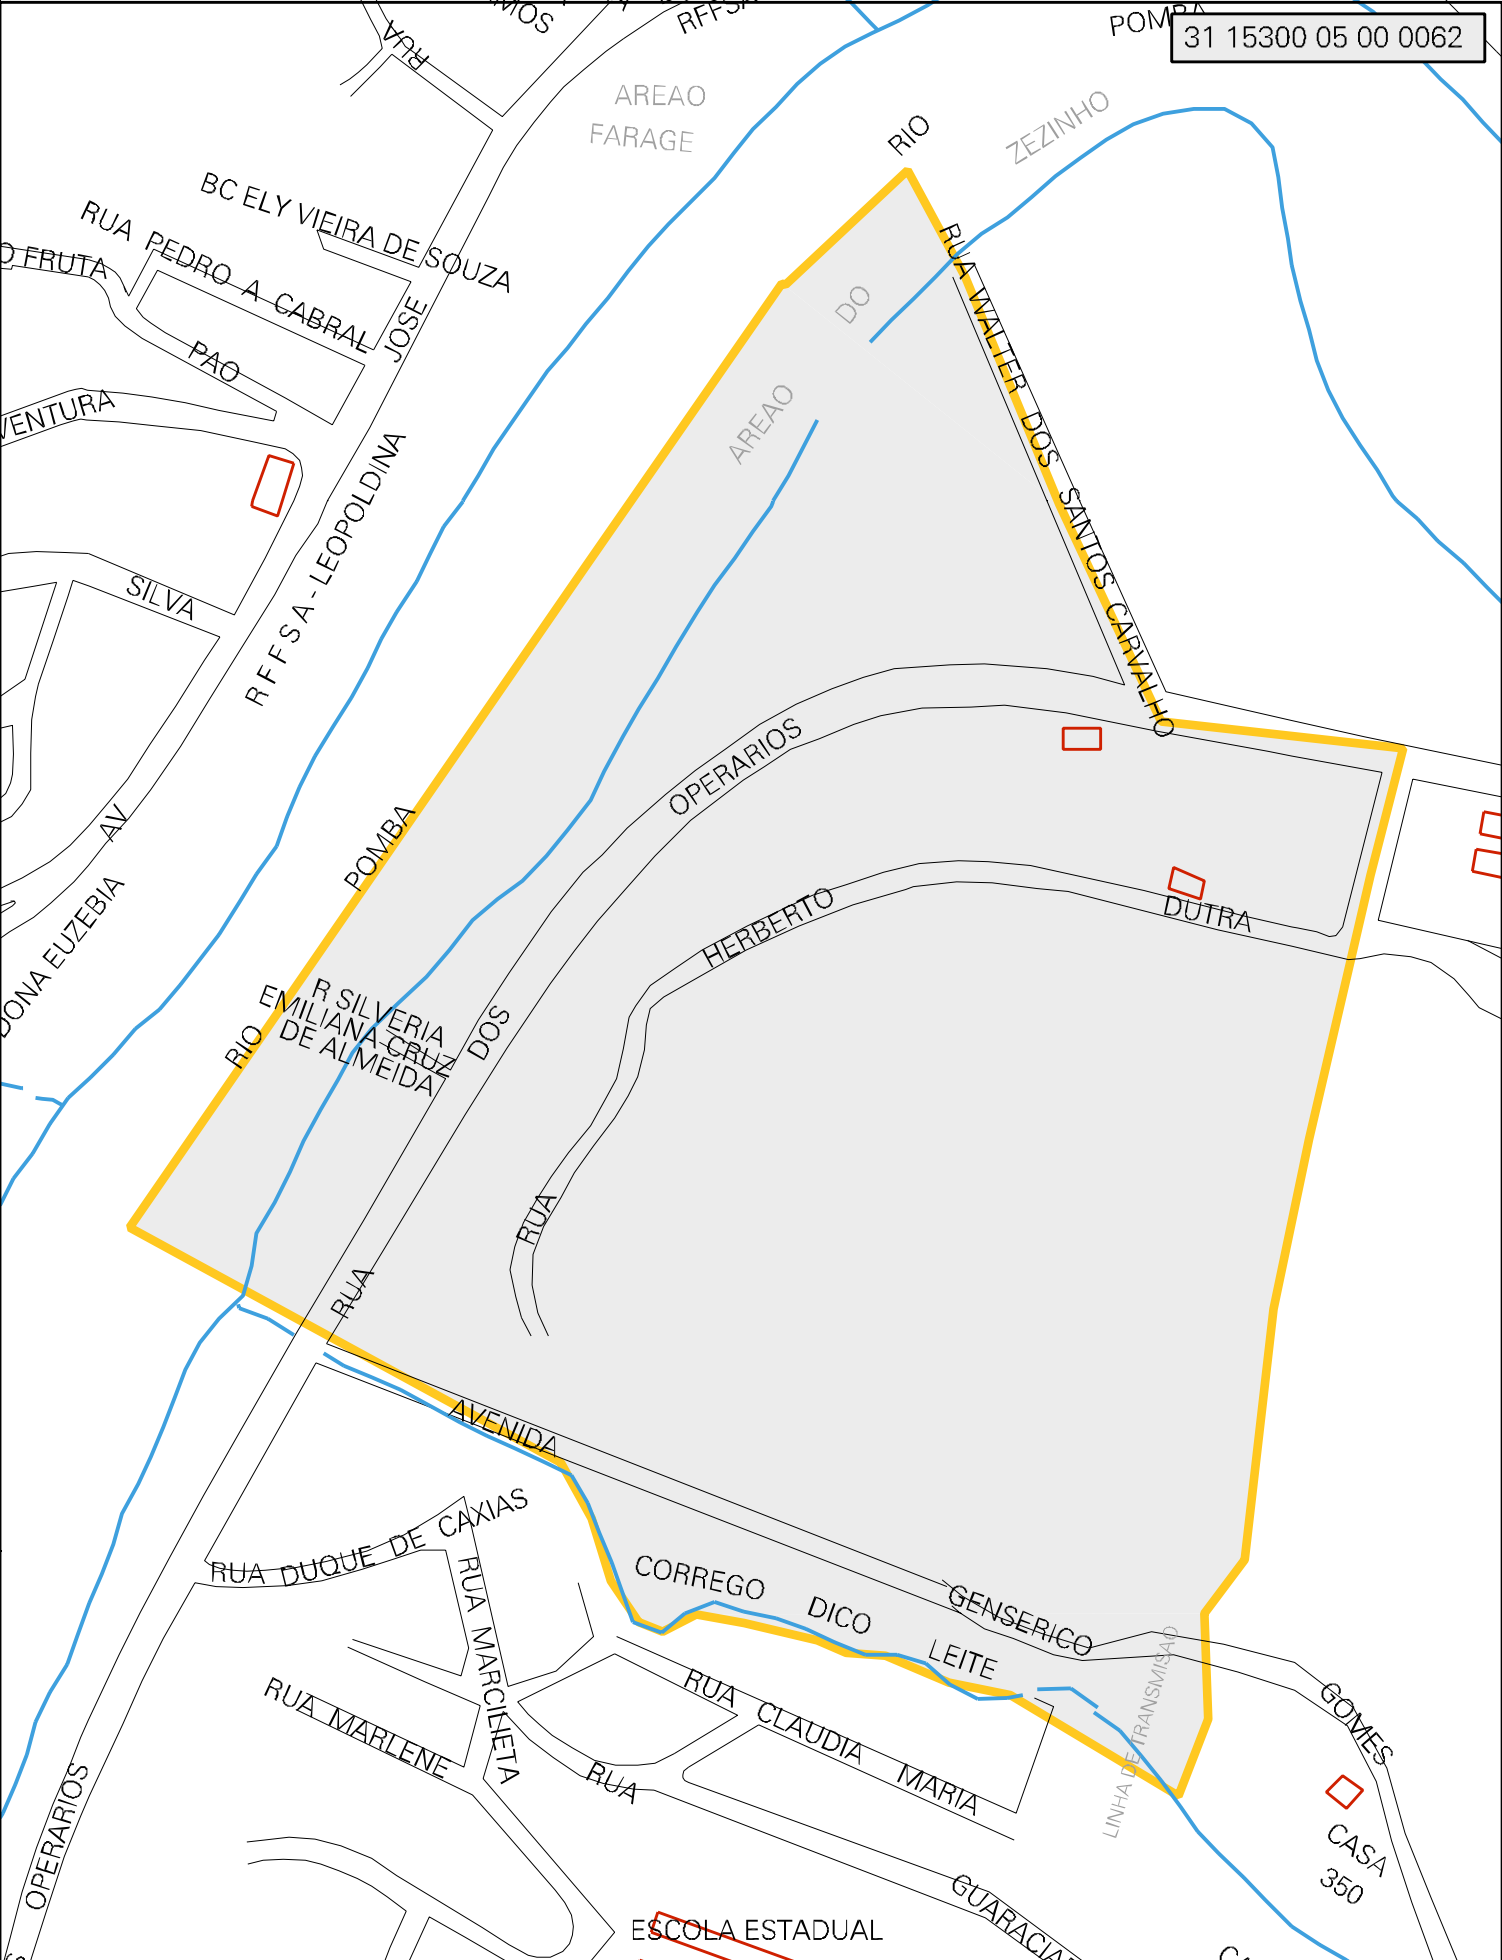 RFFSA
POMBA
31 15300 05 00 0062
RUA
AREAO
FARAGE
RIO
ZEZINHO
BC ELY VIEIRA DE SOUZA
RUA PEDRO A CABRAL
FRUTA
PAO
JOSE
DO
AREAO
RUA WALTER DOS SANTOS CARVALHO
VENTURA
R F F S A - LEOPOLDINA
SILVA
AV
DONA EUZEBIA
RIO
POMBA
OPERARIOS
HERBERTO
DUTRA
R SILVERIA
EMILIANA CRUZ
DE ALMEIDA
DOS
RUA
RUA
AVENIDA
RUA DUQUE DE CAXIAS
CORREGO DICO LEITE
GENSERICO
GOMES
RUA MARCILIETA
RUA MARLENE
RUA CLAUDIA MARIA
RUA
LINHA DE TRANSMISAO
OPERARIOS
CASA
350
ESCOLA ESTADUAL